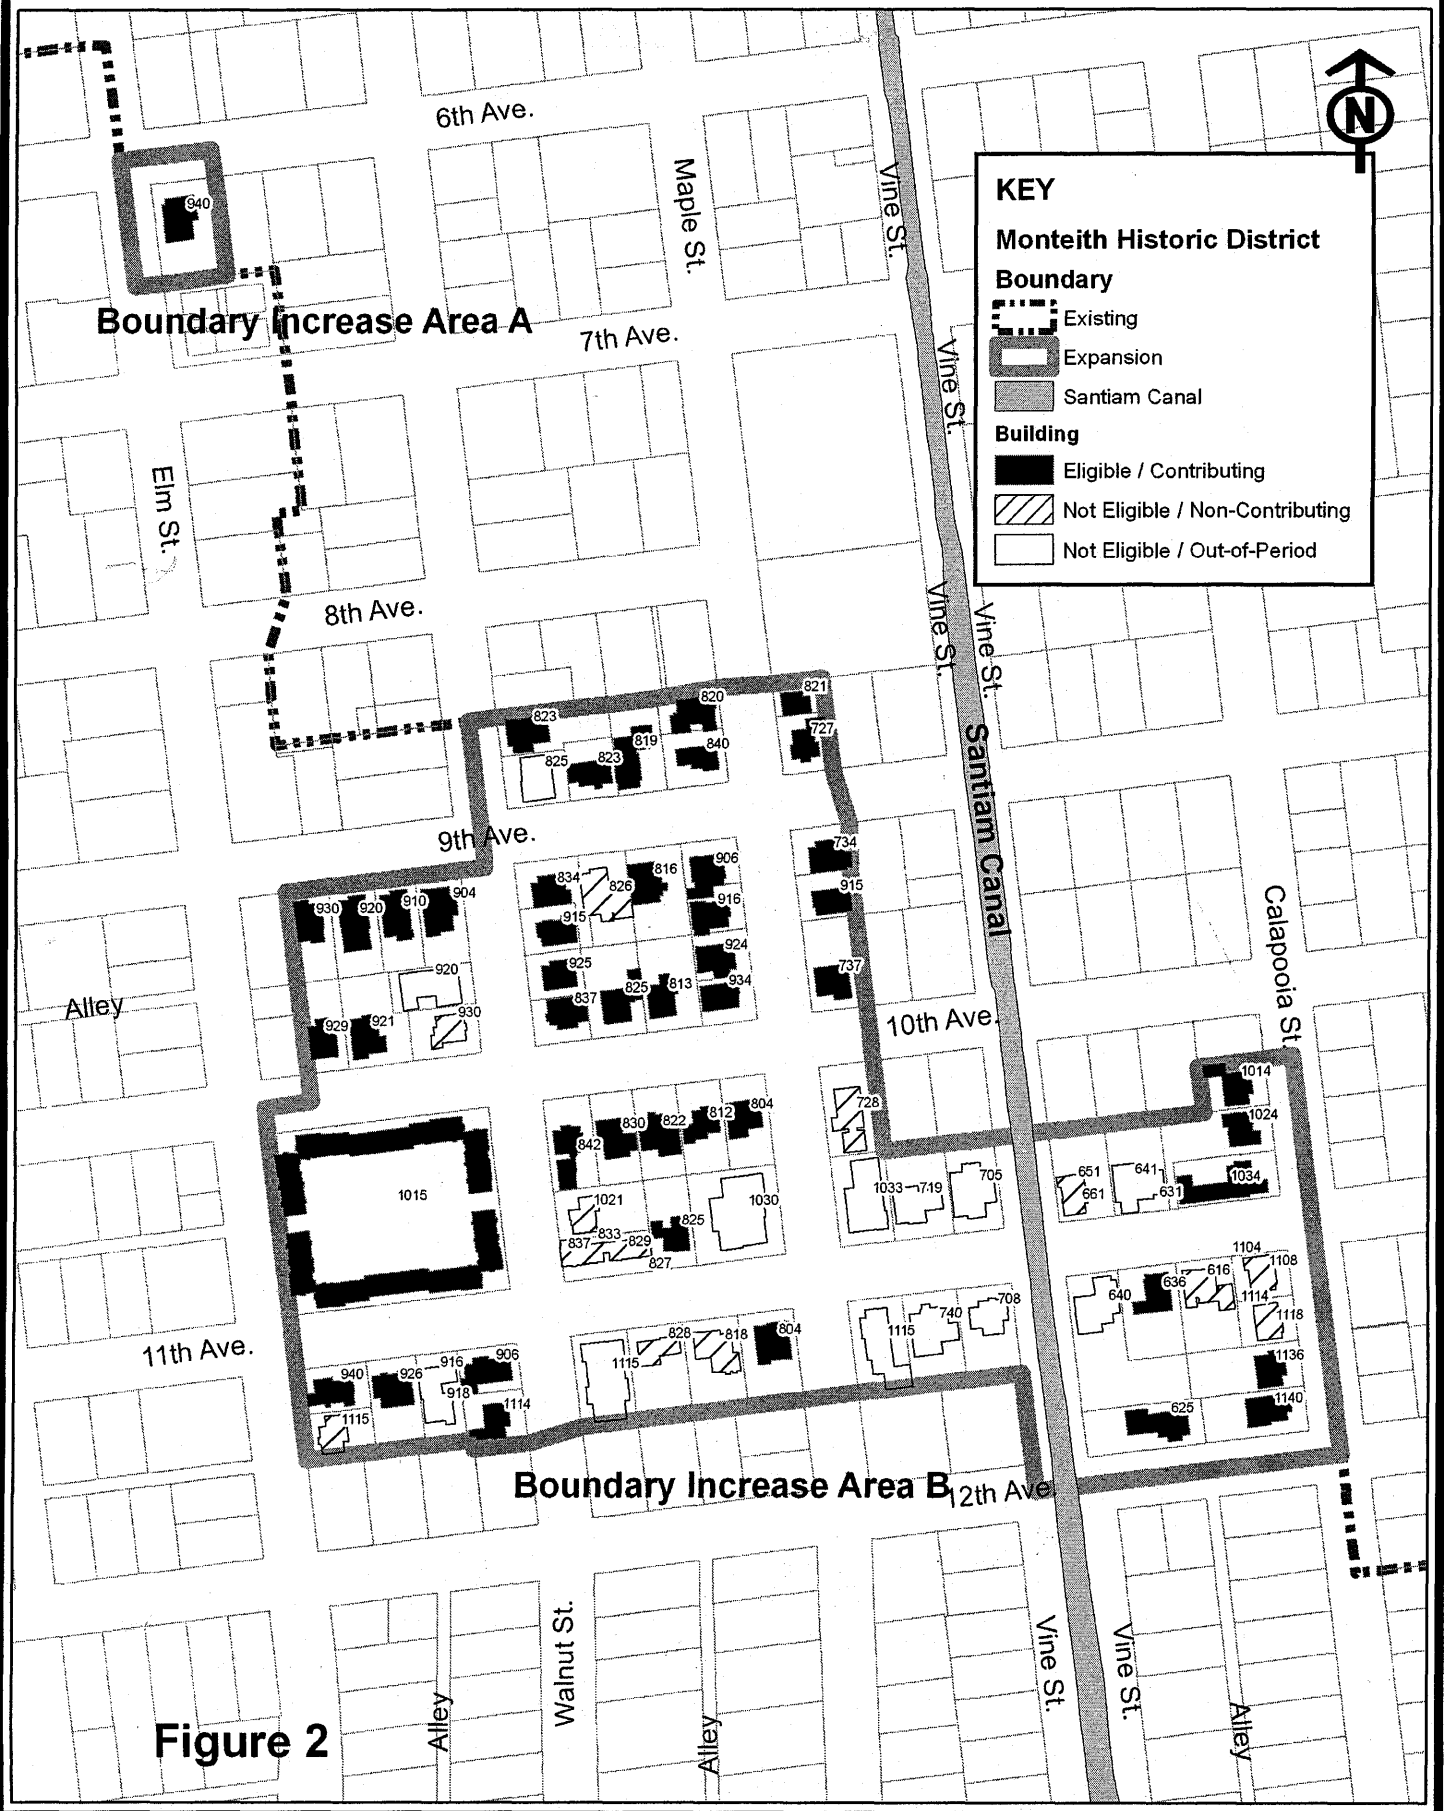 6th Ave.
N
Maple St.
Vine St.
KEY
Monteith Historic District
Boundary
Existing
Expansion
Santiam Canal
Building
Eligible / Contributing
Not Eligible / Non-Contributing
Not Eligible / Out-of-Period
940
Boundary Increase Area A
7th Ave.
Vine St.
Elm St.
8th Ave.
Vine St.
Vine St.
821
820
823
727
819
840
825
823
Santiam Canal
9th Ave.
734
906
816
834
826
915
904
910
920
930
916
915
Calapooia St.
924
925
737
920
934
813
825
837
Alley
930
921
929
10th Ave.
1014
728
804
812
822
830
842
1024
1015
1021
1030
1033
719
705
651
661
641
631
1034
825
833
837
829
827
1104
1108
616
636
640
1114
1118
708
740
1115
804
818
828
1115
11th Ave.
906
916
926
940
918
1114
1115
1136
1140
625
Boundary Increase Area B
12th Ave.
Walnut St.
Vine St.
Vine St.
Alley
Alley
Alley
Figure 2